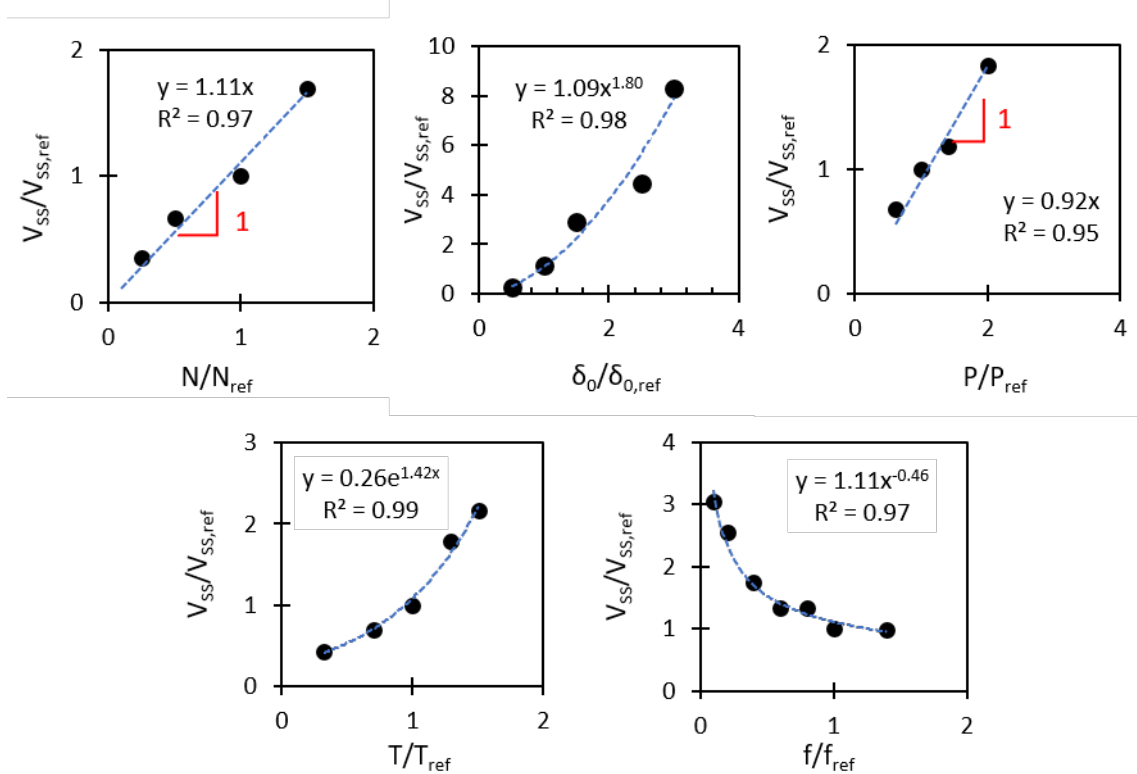 2
1
0
0
1
2
y = 1.11x
R² = 0.97
1
V_SS/V_SS,ref
N/N_ref
10
8
6
4
2
0
0
2
4
y = 1.09x^1.80
R² = 0.98
V_SS/V_SS,ref
δ₀/δ_0,ref
2
1
0
0
2
4
1
y = 0.92x
R² = 0.95
V_SS/V_SS,ref
P/P_ref
3
2
1
0
0
1
2
y = 0.26e^1.42x
R² = 0.99
V_SS/V_SS,ref
T/T_ref
4
3
2
1
0
0
1
2
y = 1.11x^-0.46
R² = 0.97
V_SS/V_SS,ref
f/f_ref